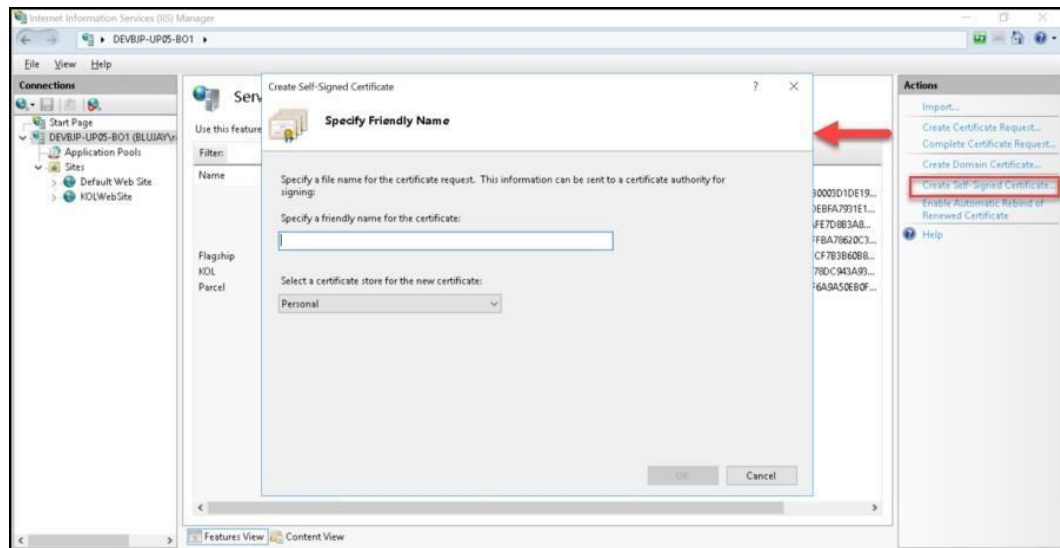 Internet Information Services (IIS) Manager
DEVBJP-UP05-BO1
File View Help
Connections
Start Page
DEVBJP-UP05-BO1 (BLUJAY\r
Application Pools
Sites
Default Web Site
KOLWebSite
Serv
Use this feature
Filter:
Name
Flagship
KOL
Parcel
Create Self-Signed Certificate
?
Specify Friendly Name
Specify a file name for the certificate request. This information can be sent to a certificate authority for
signing:
Specify a friendly name for the certificate:
Select a certificate store for the new certificate:
Personal
OK
Cancel
Features View
Content View
Actions
Import...
Create Certificate Request...
Complete Certificate Request...
Create Domain Certificate...
Create Self-Signed Certificate...
Enable Automatic Rebind of
Renewed Certificate
Help